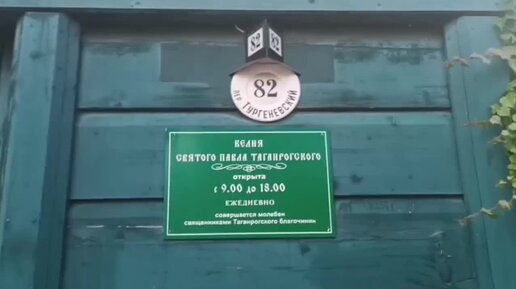 82 82
82
пер. Тургеневский
КЕЛИЯ
СВЯТОГО ПАВЛА ТАГАНРОГСКОГО
открыта
с 9.00 до 18.00
ЕЖЕДНЕВНО
совершается молебен
священниками Таганрогского благочиния